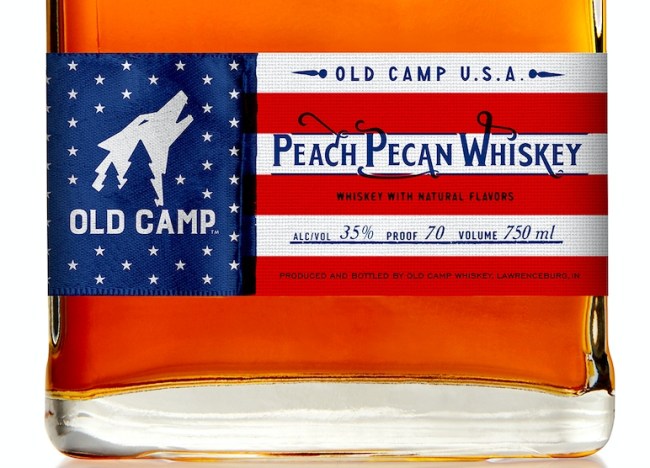 OLD CAMP™
OLD CAMP U.S.A.
PEACH PECAN WHISKEY
WHISKEY WITH NATURAL FLAVORS
ALC/VOL 35% PROOF 70 VOLUME 750 ml
PRODUCED AND BOTTLED BY OLD CAMP WHISKEY, LAWRENCEBURG, IN